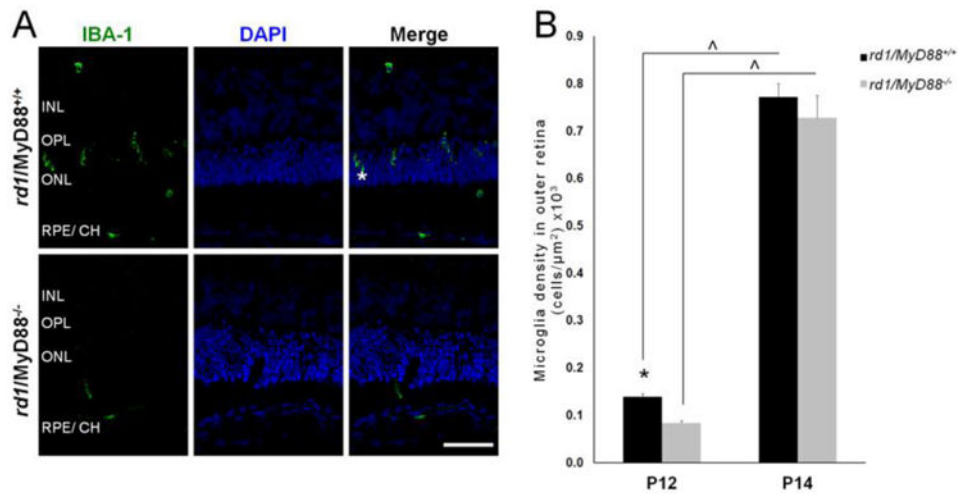 A
IBA-1
DAPI
Merge
rd1/MyD88+/+
INL
OPL
ONL
RPE/ CH
*
rd1/MyD88-/-
INL
OPL
ONL
RPE/ CH
B
Microglia density in outer retina
(cells/µm²) x10³
0.9
0.8
0.7
0.6
0.5
0.4
0.3
0.2
0.1
0.0
^
^
*
P12
P14
rd1/MyD88+/+
rd1/MyD88-/-